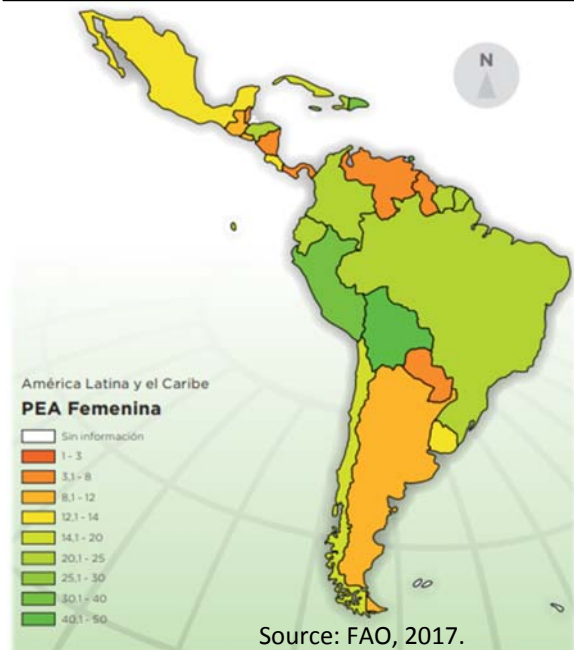 N
América Latina y el Caribe
PEA Femenina
Sin información
1 - 3
3,1 - 8
8,1 - 12
12,1 - 14
14,1 - 20
20,1 - 25
25,1 - 30
30,1 - 40
40,1 - 50
Source: FAO, 2017.